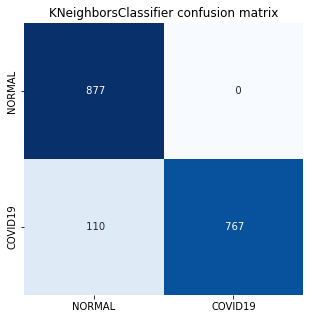 KNeighborsClassifier confusion matrix
NORMAL
877 0
COVID19
110 767
NORMAL COVID19